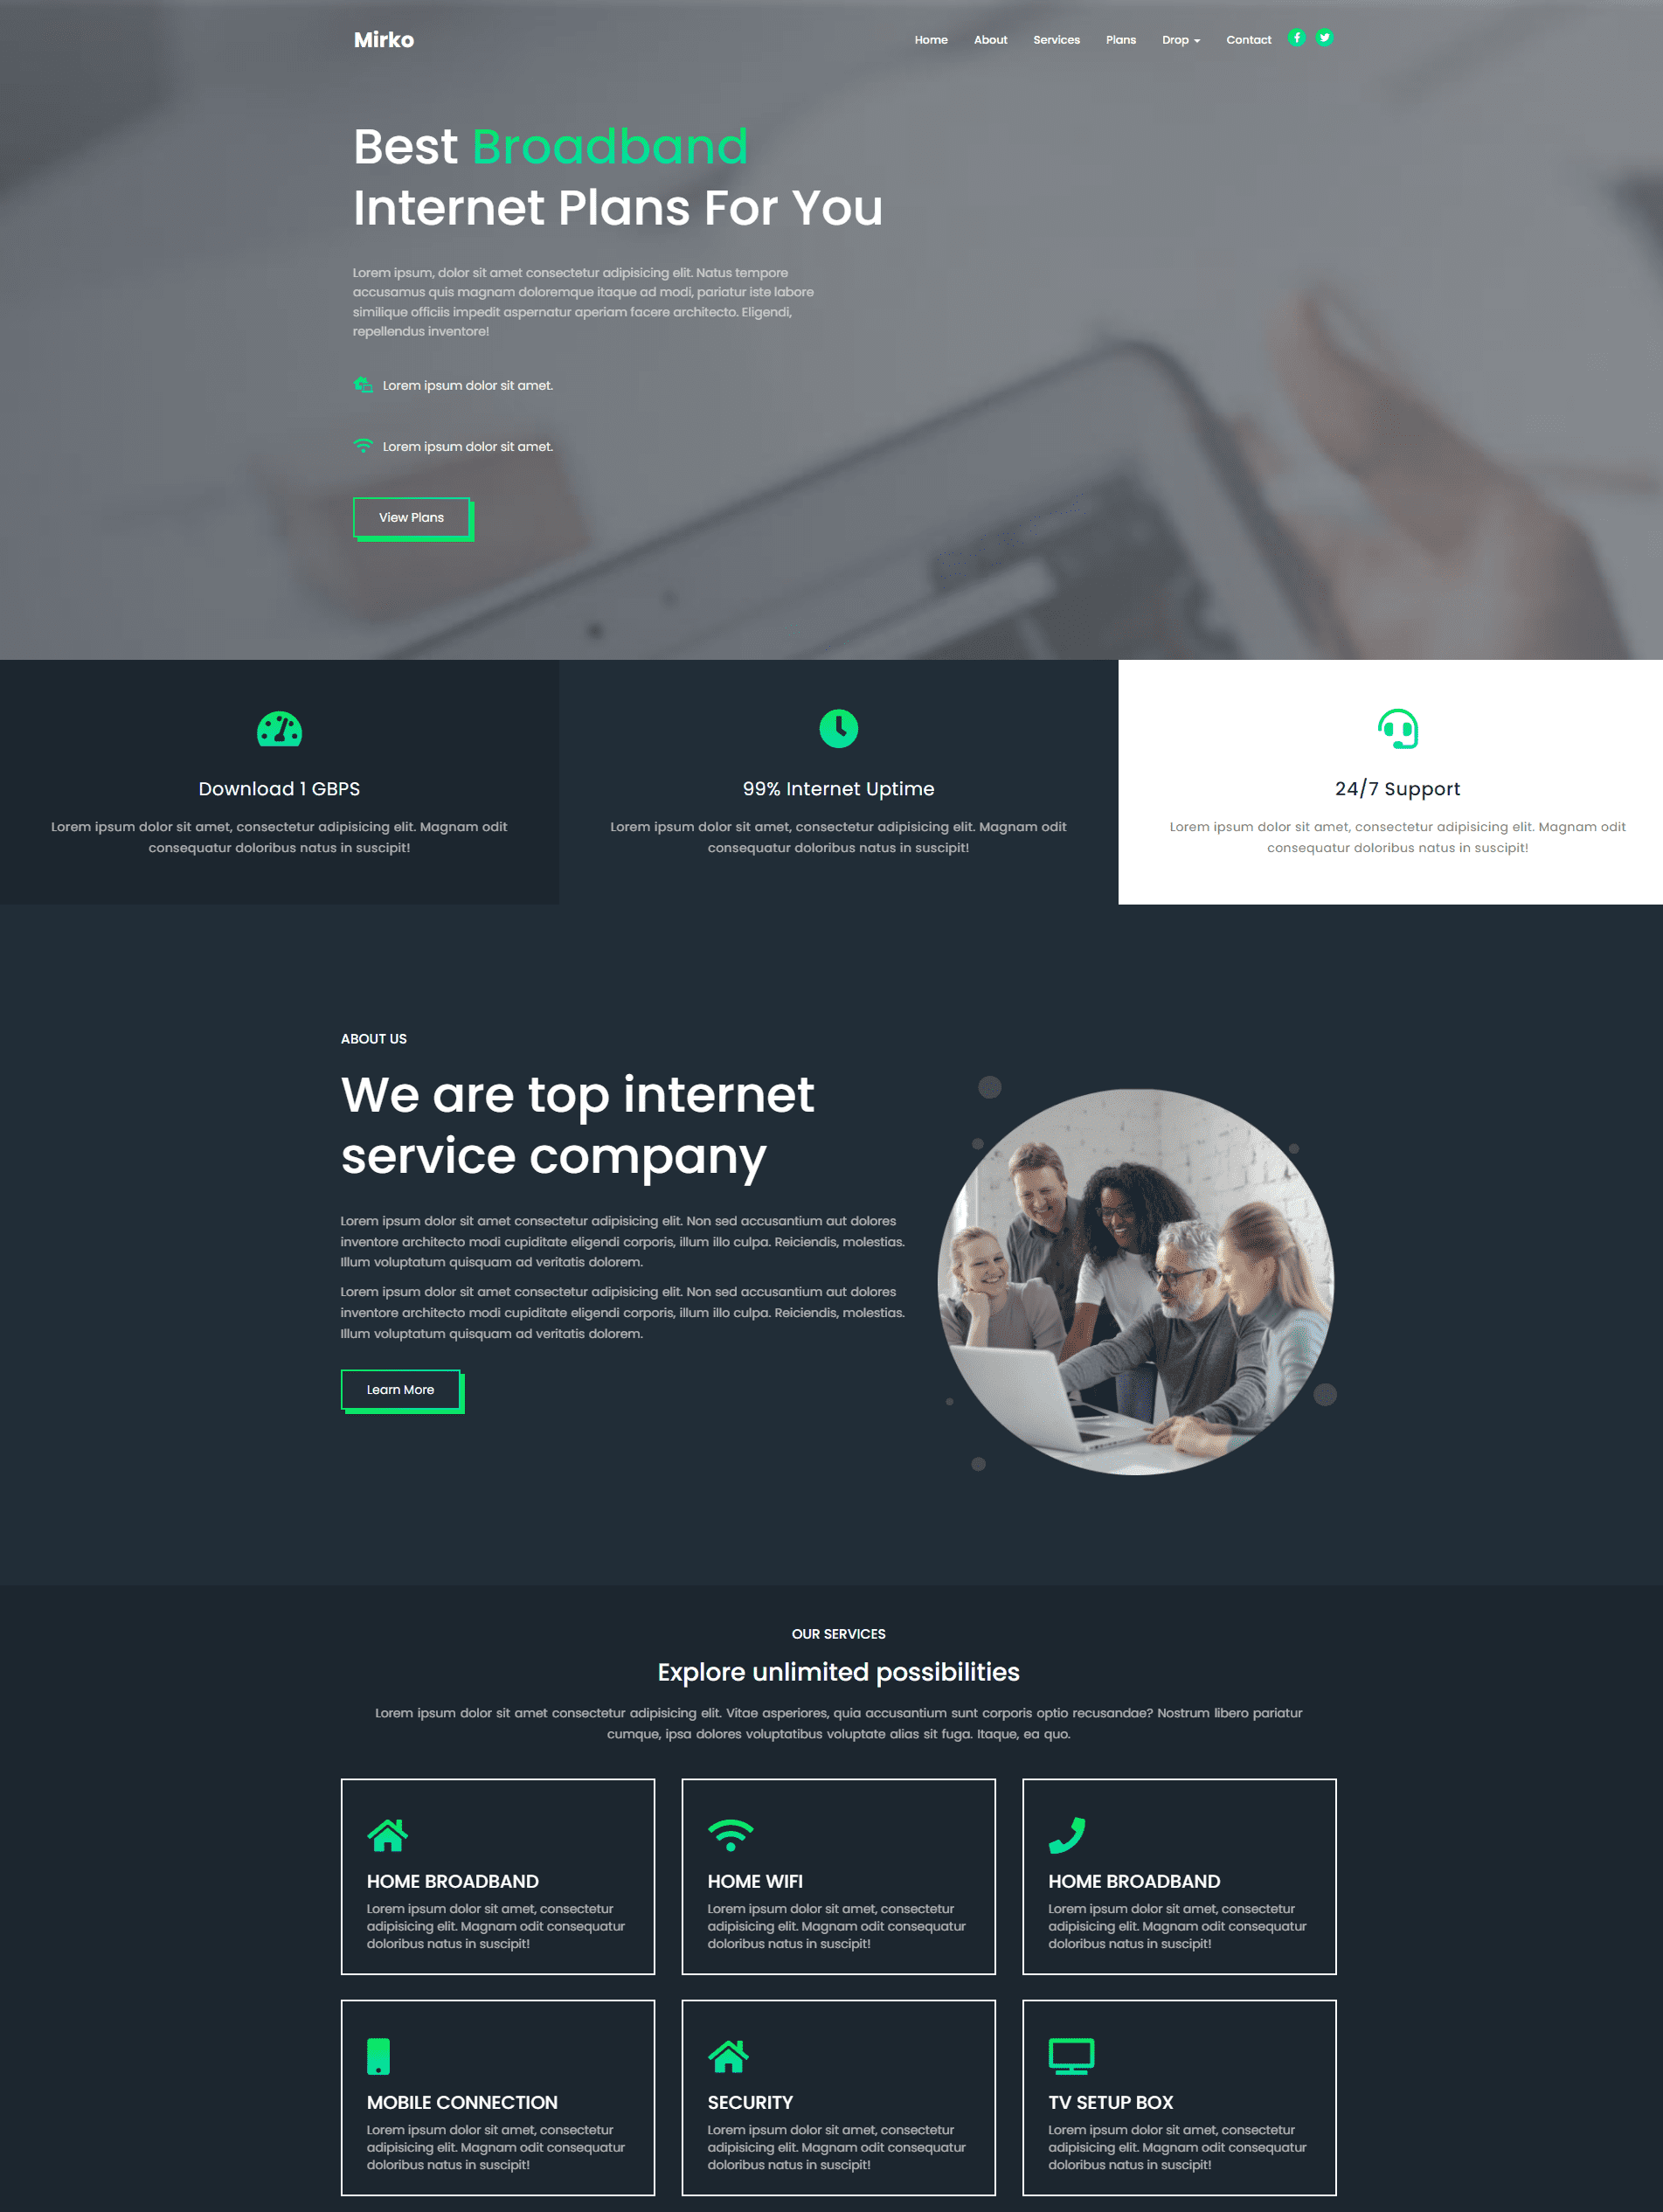 Mirko
Home About Services Plans Drop Contact
Best Broadband
Internet Plans For You
Lorem ipsum, dolor sit amet consectetur adipisicing elit. Natus tempore
accusamus quis magnam doloremque itaque ad modi, pariatur iste labore
similique officiis impedit aspernatur aperiam facere architecto. Eligendi,
repellendus inventore!
Lorem ipsum dolor sit amet.
Lorem ipsum dolor sit amet.
View Plans
Download 1 GBPS
Lorem ipsum dolor sit amet, consectetur adipisicing elit. Magnam odit
consequatur doloribus natus in suscipit!
99% Internet Uptime
Lorem ipsum dolor sit amet, consectetur adipisicing elit. Magnam odit
consequatur doloribus natus in suscipit!
24/7 Support
Lorem ipsum dolor sit amet, consectetur adipisicing elit. Magnam odit
consequatur doloribus natus in suscipit!
ABOUT US
We are top internet
service company
Lorem ipsum dolor sit amet consectetur adipisicing elit. Non sed accusantium aut dolores
inventore architecto modi cupiditate eligendi corporis, illum illo culpa. Reiciendis, molestias.
Illum voluptatum quisquam ad veritatis dolorem.
Lorem ipsum dolor sit amet consectetur adipisicing elit. Non sed accusantium aut dolores
inventore architecto modi cupiditate eligendi corporis, illum illo culpa. Reiciendis, molestias.
Illum voluptatum quisquam ad veritatis dolorem.
Learn More
OUR SERVICES
Explore unlimited possibilities
Lorem ipsum dolor sit amet consectetur adipisicing elit. Vitae asperiores, quia accusantium sunt corporis optio recusandae? Nostrum libero pariatur
cumque, ipsa dolores voluptatibus voluptate alias sit fuga. Itaque, ea quo.
HOME BROADBAND
Lorem ipsum dolor sit amet, consectetur
adipisicing elit. Magnam odit consequatur
doloribus natus in suscipit!
HOME WIFI
Lorem ipsum dolor sit amet, consectetur
adipisicing elit. Magnam odit consequatur
doloribus natus in suscipit!
HOME BROADBAND
Lorem ipsum dolor sit amet, consectetur
adipisicing elit. Magnam odit consequatur
doloribus natus in suscipit!
MOBILE CONNECTION
Lorem ipsum dolor sit amet, consectetur
adipisicing elit. Magnam odit consequatur
doloribus natus in suscipit!
SECURITY
Lorem ipsum dolor sit amet, consectetur
adipisicing elit. Magnam odit consequatur
doloribus natus in suscipit!
TV SETUP BOX
Lorem ipsum dolor sit amet, consectetur
adipisicing elit. Magnam odit consequatur
doloribus natus in suscipit!